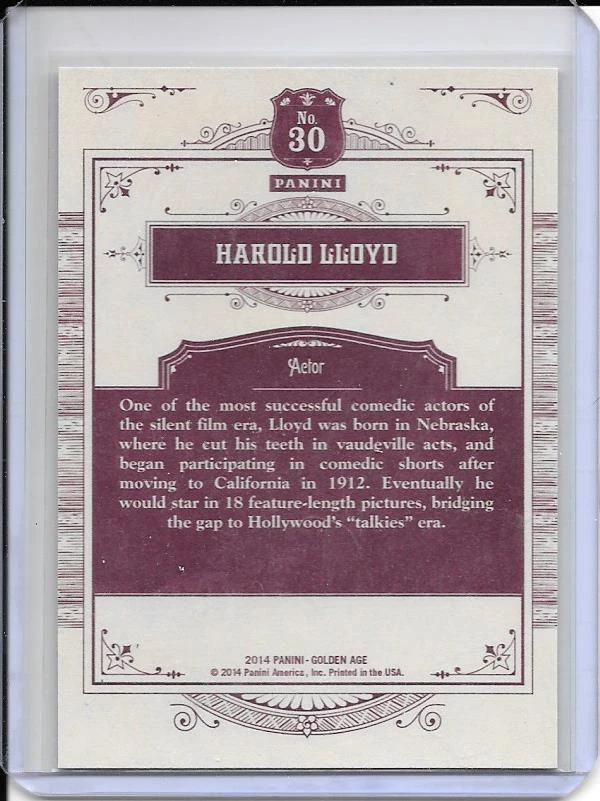 No.
30
PANINI
HAROLD LLOYD
Actor
One of the most successful comedic actors of
the silent film era, Lloyd was born in Nebraska,
where he cut his teeth in vaudeville acts, and
began participating in comedic shorts after
moving to California in 1912. Eventually he
would star in 18 feature-length pictures, bridging
the gap to Hollywood's “talkies” era.
2014 PANINI - GOLDEN AGE
© 2014 Panini America, Inc. Printed in the USA.